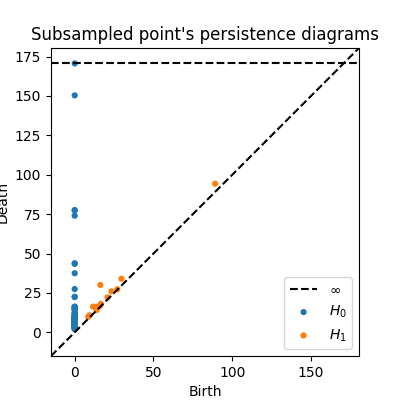 Subsampled point's persistence diagrams
175
150
125
100
75
50
25
0
Death
∞
H₀
H₁
0 50 100 150
Birth